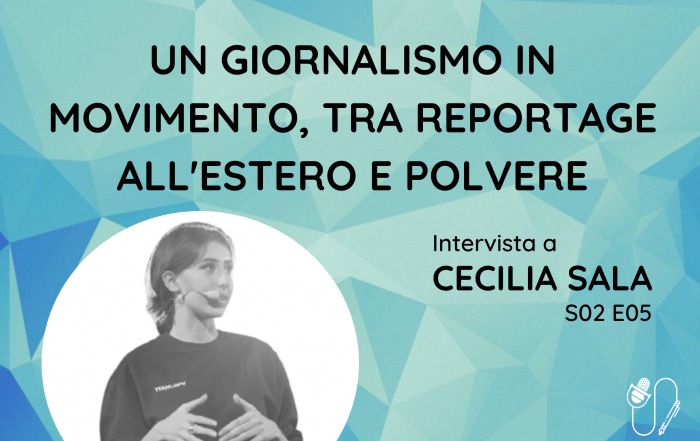 UN GIORNALISMO IN
MOVIMENTO, TRA REPORTAGE
ALL'ESTERO E POLVERE
Intervista a
CECILIA SALA
S02 E05